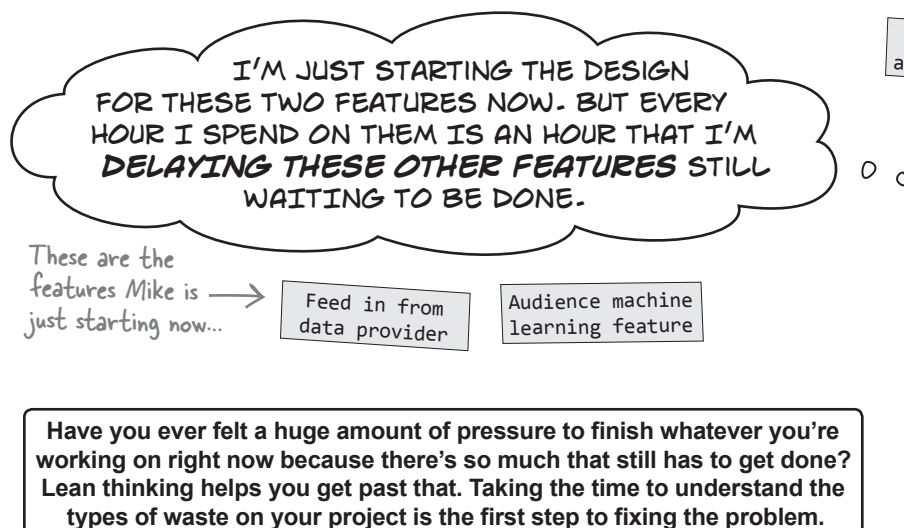 I'M JUST STARTING THE DESIGN
FOR THESE TWO FEATURES NOW. BUT EVERY
HOUR I SPEND ON THEM IS AN HOUR THAT I'M
DELAYING THESE OTHER FEATURES STILL
WAITING TO BE DONE.
These are the
features Mike is
just starting now...
Feed in from
data provider
Audience machine
learning feature
Have you ever felt a huge amount of pressure to finish whatever you're
working on right now because there's so much that still has to get done?
Lean thinking helps you get past that. Taking the time to understand the
types of waste on your project is the first step to fixing the problem.